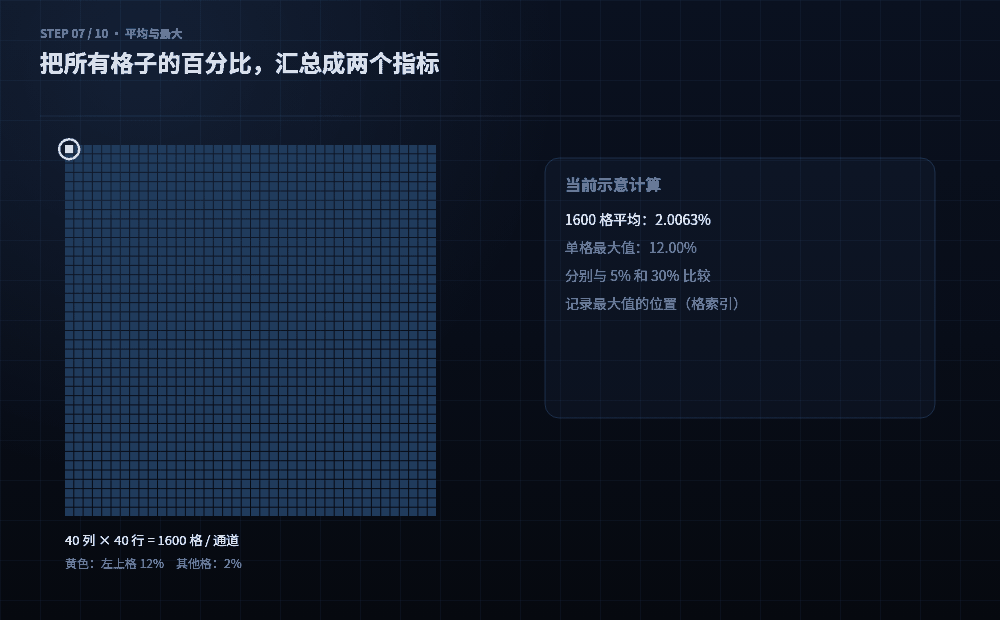 STEP 07 / 10 · 平均与最大
把所有格子的百分比，汇总成两个指标
当前示意计算
1600 格平均：2.0063%
单格最大值：12.00%
分别与 5% 和 30% 比较
记录最大值的位置（格索引）
40 列 × 40 行 = 1600 格 / 通道
黄色：左上格 12%　其他格：2%